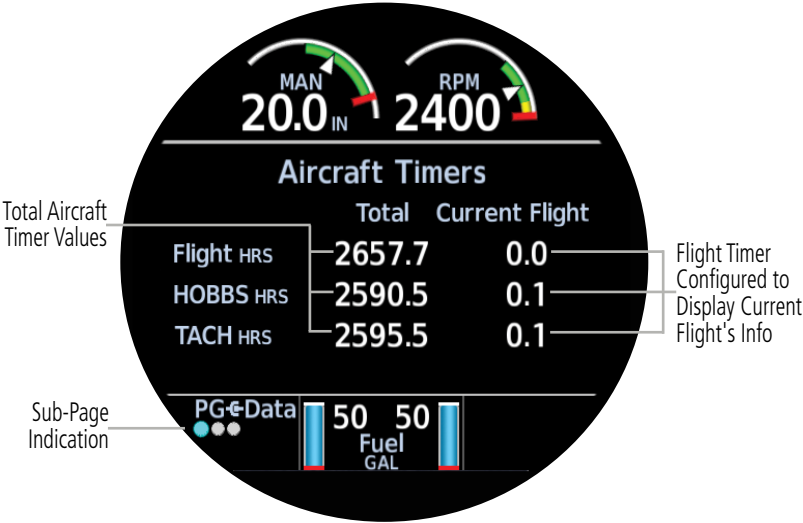 MAN
20.0 IN
RPM
2400
Aircraft Timers
Total Current Flight
Flight HRS 2657.7 0.0
HOBBS HRS 2590.5 0.1
TACH HRS 2595.5 0.1
PG Data
50 50
Fuel
GAL
Total Aircraft
Timer Values
Sub-Page
Indication
Flight Timer
Configured to
Display Current
Flight's Info